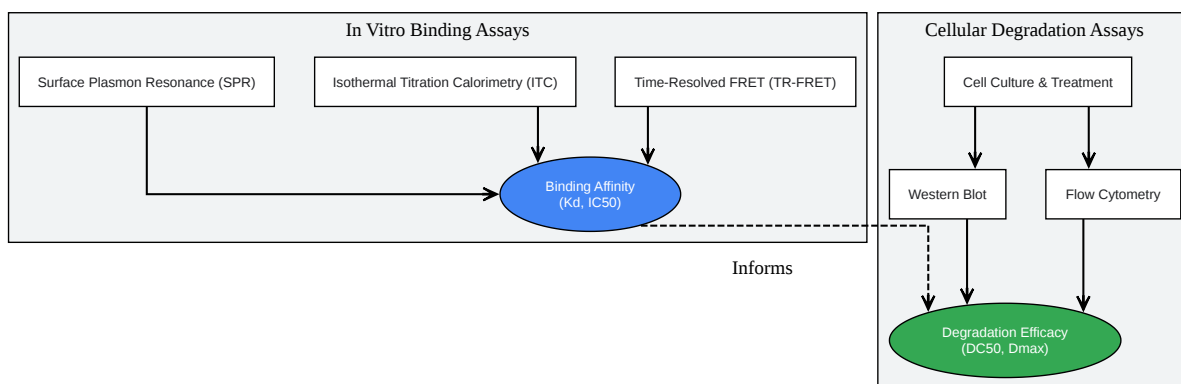 In Vitro Binding Assays
Surface Plasmon Resonance (SPR)
Isothermal Titration Calorimetry (ITC)
Time-Resolved FRET (TR-FRET)
Binding Affinity
(Kd, IC50)
Informs
Cellular Degradation Assays
Cell Culture & Treatment
Western Blot
Flow Cytometry
Degradation Efficacy
(DC50, Dmax)